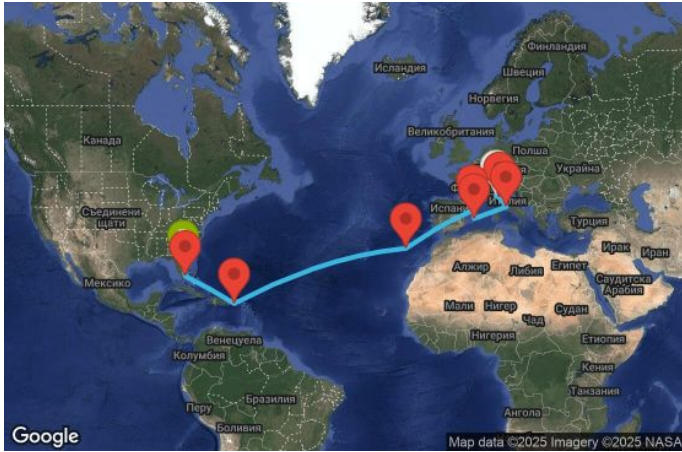 Исландия
Финландия
Швеция
Норвегия
Великобритания
Полша
Канада
Украйна
Италия
Съединени
щати
Турция
Ирак
Иран
Алжир
Либия
Египет
Саудитска
Арабия
Мексико
Мали
Нигер
Чад
Судан
Нигерия
Етиопия
Венецуела
Колумбия
Кения
Танзания
Бразилия
Перу
Ангола
Боливия
Google
Map data ©2025 Imagery ©2025 NASA